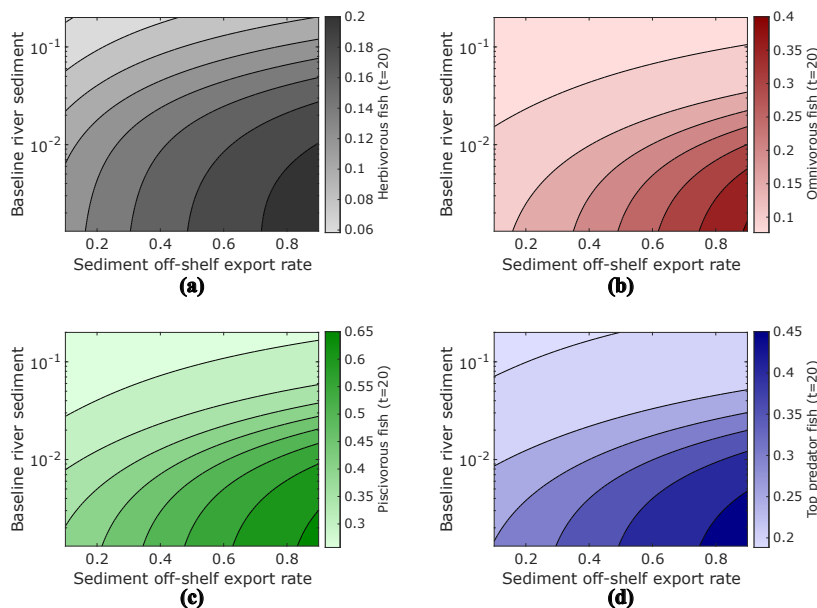 10⁻¹
10⁻²
Baseline river sediment
0.2 0.4 0.6 0.8
Sediment off-shelf export rate
0.2
0.18
0.16
0.14
0.12
0.1
0.08
0.06
Herbivorous fish (t=20)
(a)
10⁻¹
10⁻²
Baseline river sediment
0.2 0.4 0.6 0.8
Sediment off-shelf export rate
0.4
0.35
0.3
0.25
0.2
0.15
0.1
Omnivorous fish (t=20)
(b)
10⁻¹
10⁻²
Baseline river sediment
0.2 0.4 0.6 0.8
Sediment off-shelf export rate
0.65
0.6
0.55
0.5
0.45
0.4
0.35
0.3
Piscivorous fish (t=20)
(c)
10⁻¹
10⁻²
Baseline river sediment
0.2 0.4 0.6 0.8
Sediment off-shelf export rate
0.45
0.4
0.35
0.3
0.25
0.2
Top predator fish (t=20)
(d)